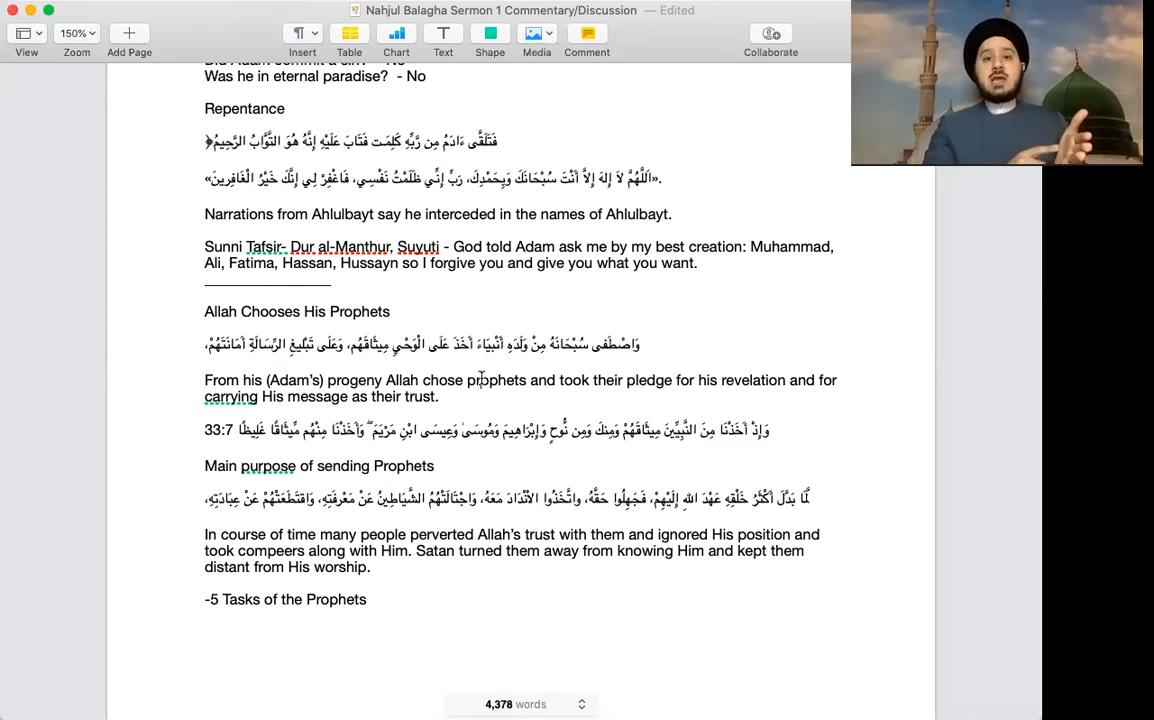 Nahjul Balagha Sermon 1 Commentary/Discussion — Edited
150%
View Zoom Add Page Insert Table Chart Text Shape Media Comment Collaborate
Was he in eternal paradise? - No
Repentance
فَتَلَقَّى ءَادَمُ مِن رَّبِّهِ كَلِمَـت فَتَابَ عَلَيْهِ إِنَّهُ هُوَ التَّوَّابُ الرَّحِيمُ﴾
«اَللَّهُمَّ لاَ إِلهَ إِلاَّ أَنْتَ سُبْحَانَكَ وَبِحَمْدِكَ، رَبِّ إِنِّي ظَلَمْتُ نَفْسِي، فَاغْفِرْ لِي إِنَّكَ خَيْرُ الْغَافِرِينَ».
Narrations from Ahlulbayt say he interceded in the names of Ahlulbayt.
Sunni Tafsir- Dur al-Manthur, Suyuti - God told Adam ask me by my best creation: Muhammad,
Ali, Fatima, Hassan, Hussayn so I forgive you and give you what you want.
Allah Chooses His Prophets
وَاصْطَفى سُبْحَانَهُ مِنْ وَلَدَهِ أَنْبِيَاءَ أَخَذَ عَلَى الْوَحْيِ مِيثَاقَهُم، وَعَلَى تَبْلِيغِ الرِّسَالَةِ أَمَانَتَهُمْ،
From his (Adam’s) progeny Allah chose prophets and took their pledge for his revelation and for
carrying His message as their trust.
33:7 وَإِذْ أَخَذْنَا مِنَ النَّبِيِّينَ مِيثَاقَهُمْ وَمِنكَ وَمِن نُّوحٍ وَإِبْرَاهِيمَ وَمُوسَىٰ وَعِيسَى ابْنِ مَرْيَمَ ۖ وَأَخَذْنَا مِنْهُم مِّيثَاقًا غَلِيظًا
Main purpose of sending Prophets
لَمَّا بَدَّلَ أَكْثَرُ خَلْقِهِ عَهْدَ اللهِ إِلَيْهِمْ، فَجَهِلُوا حَقَّهُ، واتَّخَذُوا الاْنْدَادَ مَعَهُ، وَاجْتَالَتْهُمُ الشَّيَاطِينُ عَنْ مَعْرِفَتِهِ، وَاقْتَطَعَتْهُمْ عَنْ عِبَادَتِهِ،
In course of time many people perverted Allah’s trust with them and ignored His position and
took compeers along with Him. Satan turned them away from knowing Him and kept them
distant from His worship.
-5 Tasks of the Prophets
4,378 words